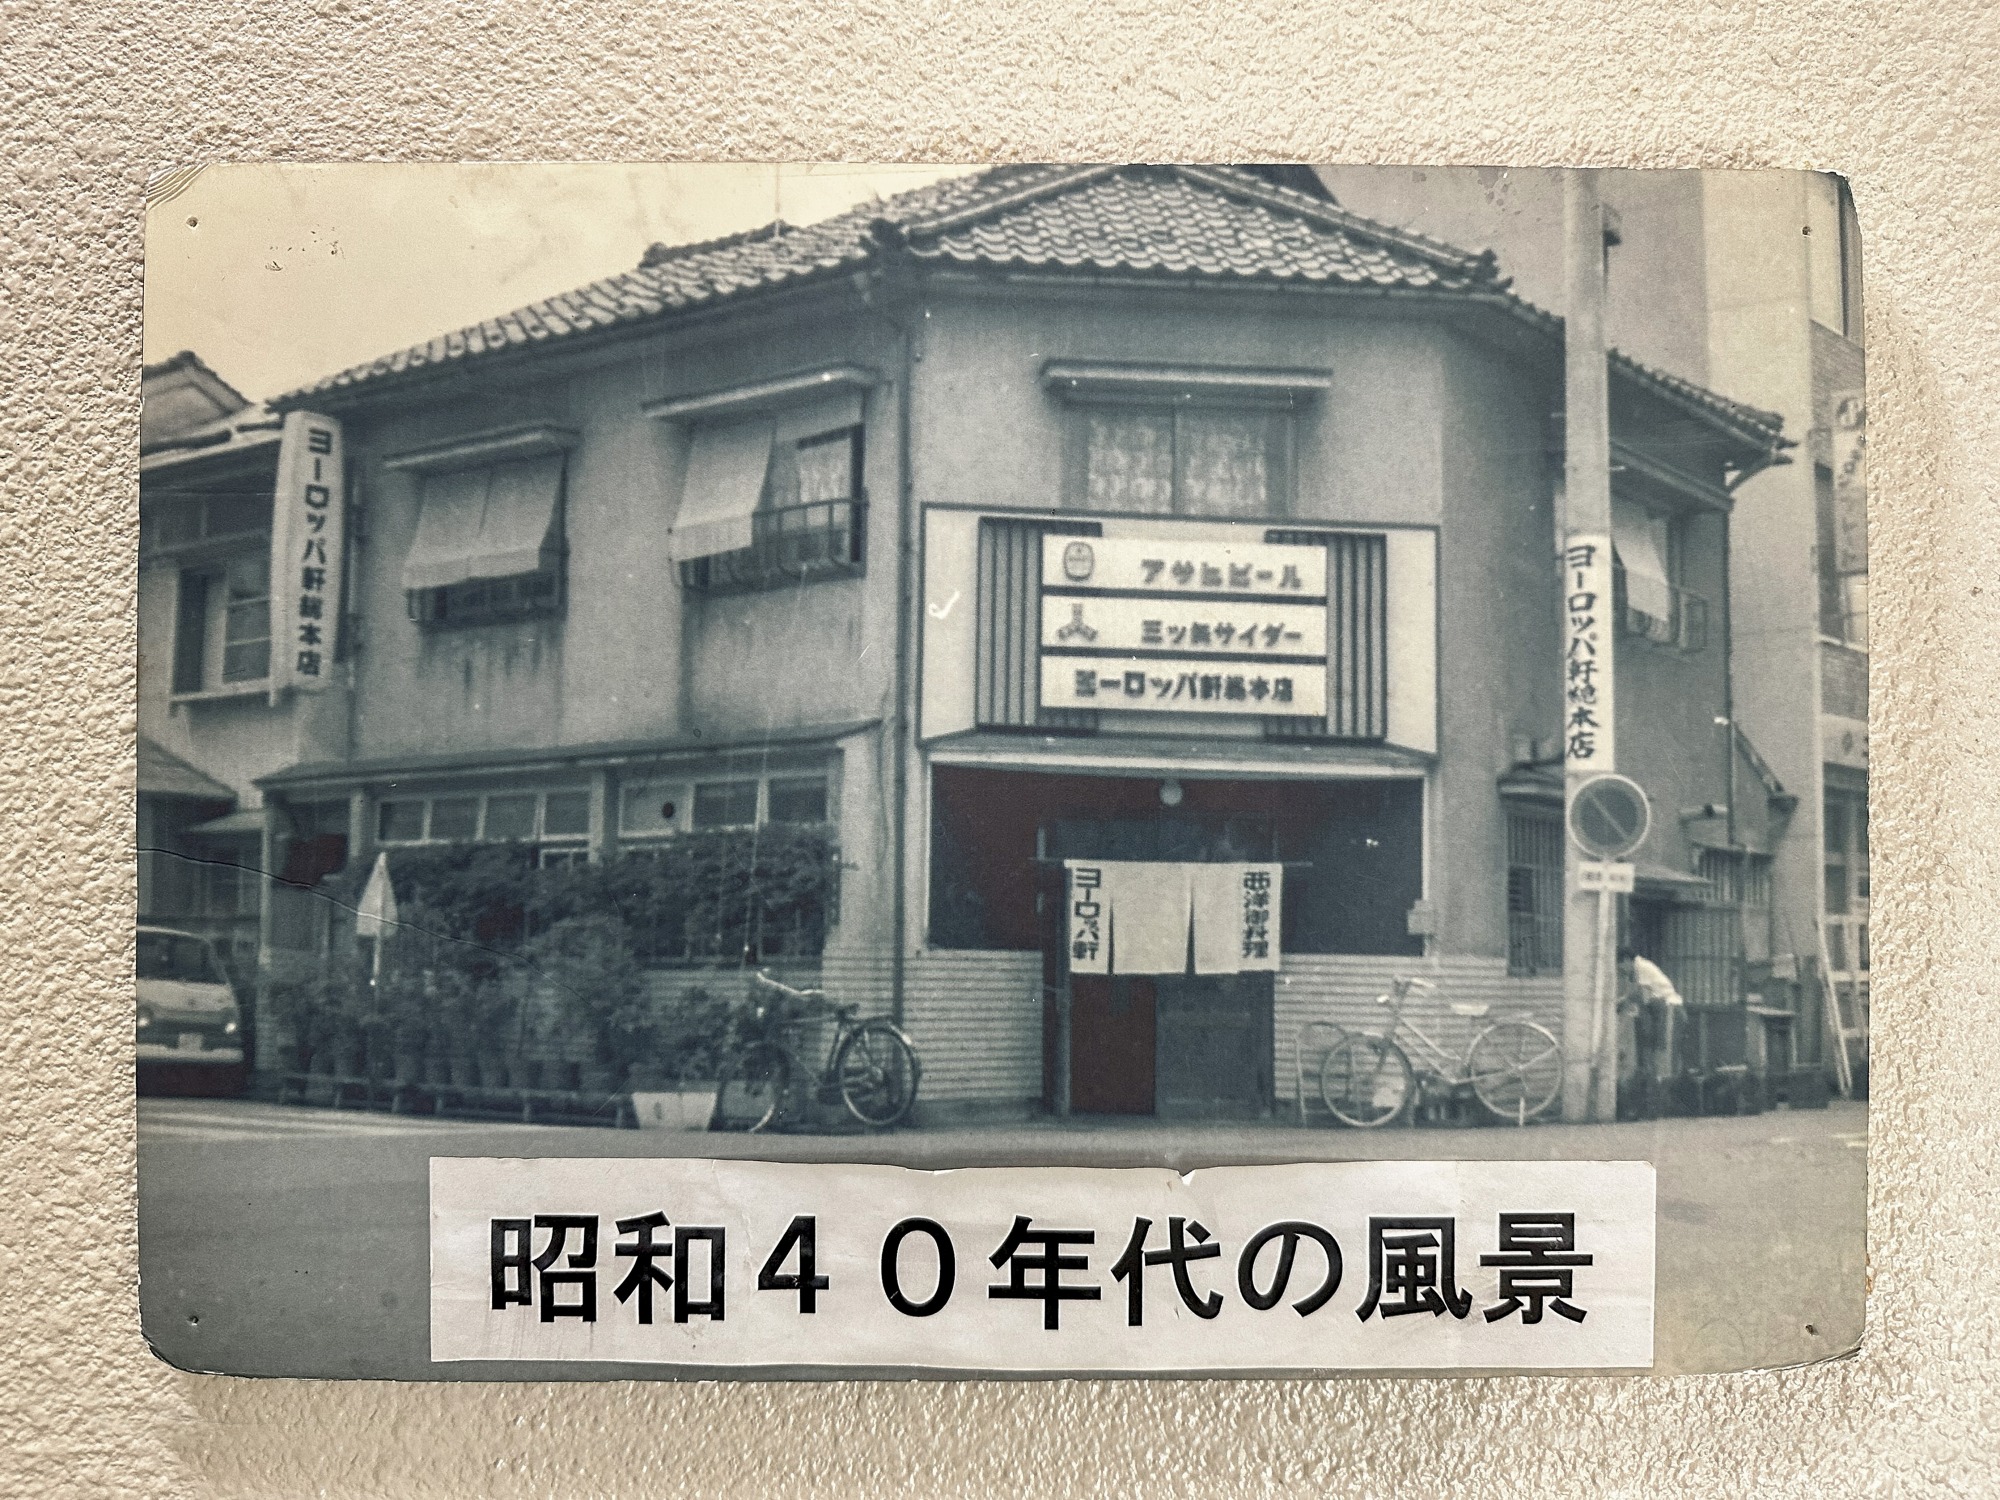 ヨーロッパ軒総本店
アサヒビール
三ツ矢サイダー
ヨーロッパ軒総本店
ヨーロッパ軒総本店
ヨーロッパ軒
西洋御料理
昭和４０年代の風景